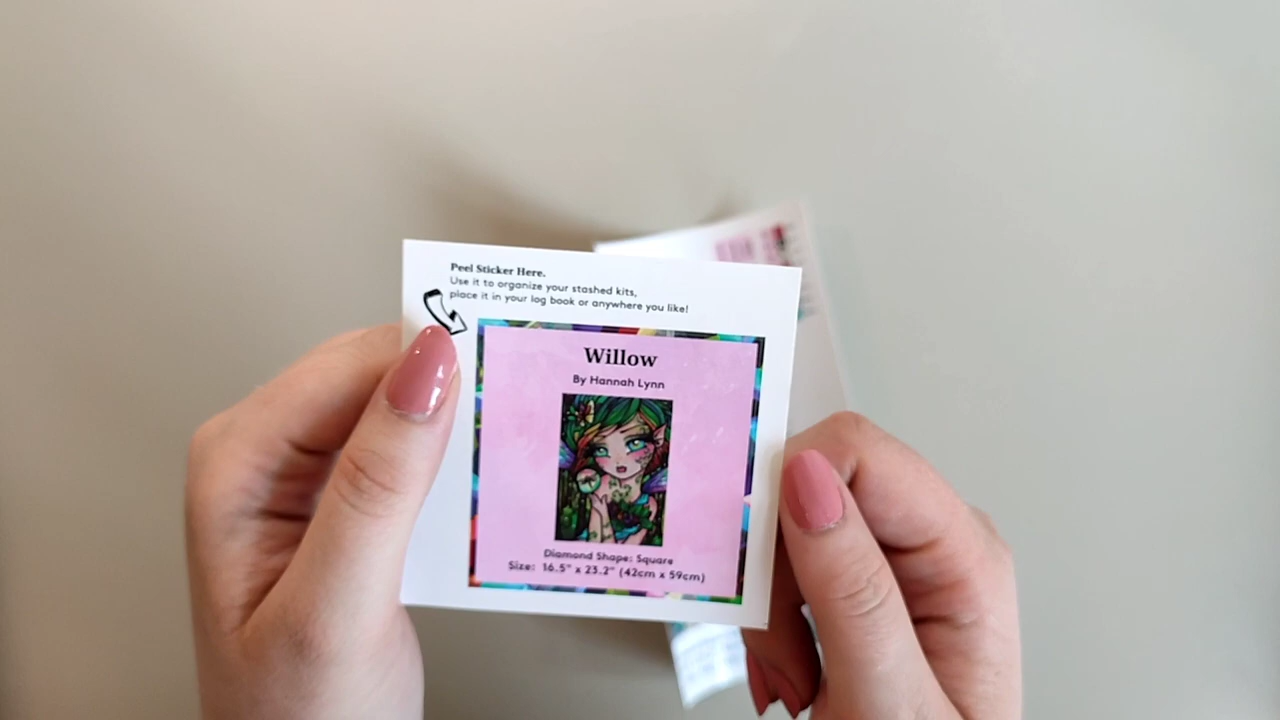 Peel Sticker Here.
Use it to organize your stashed kits,
place it in your log book or anywhere you like!
Willow
By Hannah Lynn
Diamond Shape: Square
Size: 16.5" x 23.2" (42cm x 59cm)